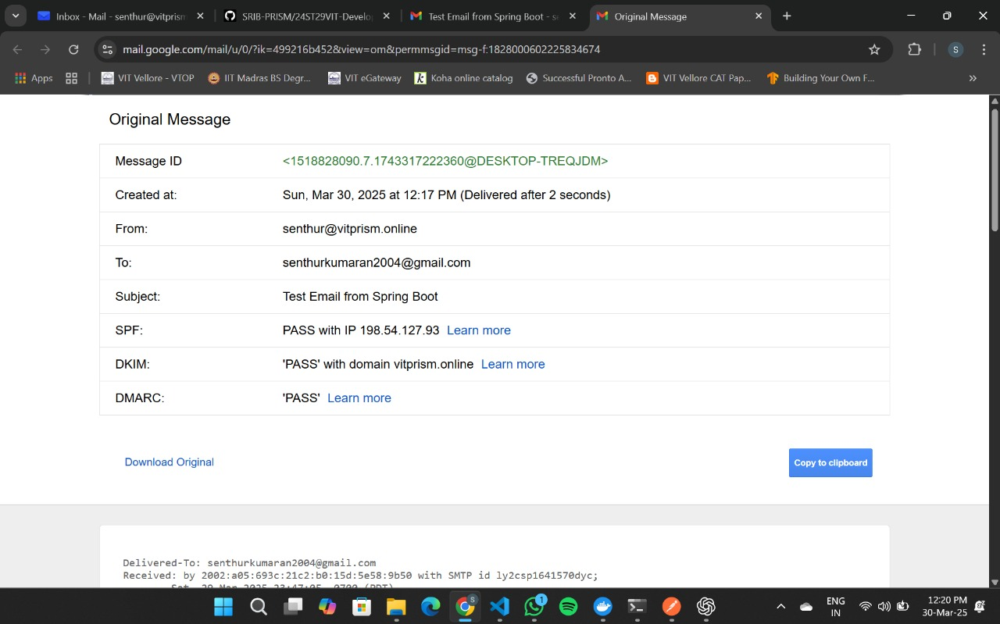 Inbox - Mail - senthur@vitprism
SRIB-PRISM/24ST29VIT-Develo
Test Email from Spring Boot - s
Original Message
mail.google.com/mail/u/0/?ik=499216b452&view=om&permmsgid=msg-f:1828000602225834674
S
Apps
VIT Vellore - VTOP
IIT Madras BS Degr...
VIT eGateway
k
Koha online catalog
Successful Pronto A...
VIT Vellore CAT Pap...
Building Your Own F...
Original Message
Message ID <1518828090.7.1743317222360@DESKTOP-TREQJDM>
Created at: Sun, Mar 30, 2025 at 12:17 PM (Delivered after 2 seconds)
From: senthur@vitprism.online
To: senthurkumaran2004@gmail.com
Subject: Test Email from Spring Boot
SPF: PASS with IP 198.54.127.93 Learn more
DKIM: 'PASS' with domain vitprism.online Learn more
DMARC: 'PASS' Learn more
Download Original
Copy to clipboard
Delivered-To: senthurkumaran2004@gmail.com
Received: by 2002:a05:693c:21c2:b0:15d:5e58:9b50 with SMTP id ly2csp1641570dyc;
Sat, 29 Mar 2025 23:47:05 -0700 (PDT)
S
1
ENG
IN
12:20 PM
30-Mar-25